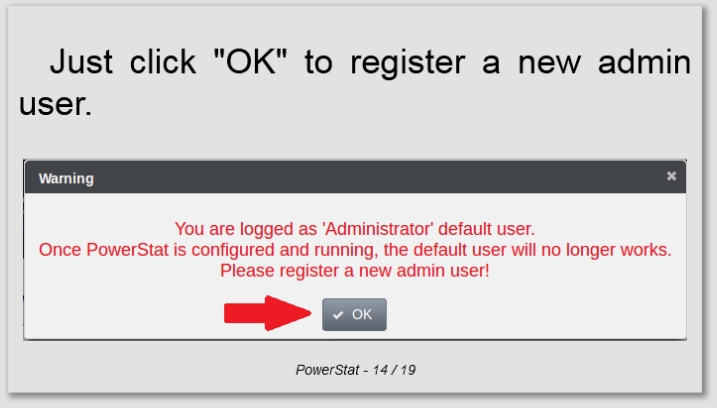 Just click "OK" to register a new admin
user.
Warning
You are logged as 'Administrator' default user.
Once PowerStat is configured and running, the default user will no longer works.
Please register a new admin user!
OK
PowerStat - 14 / 19